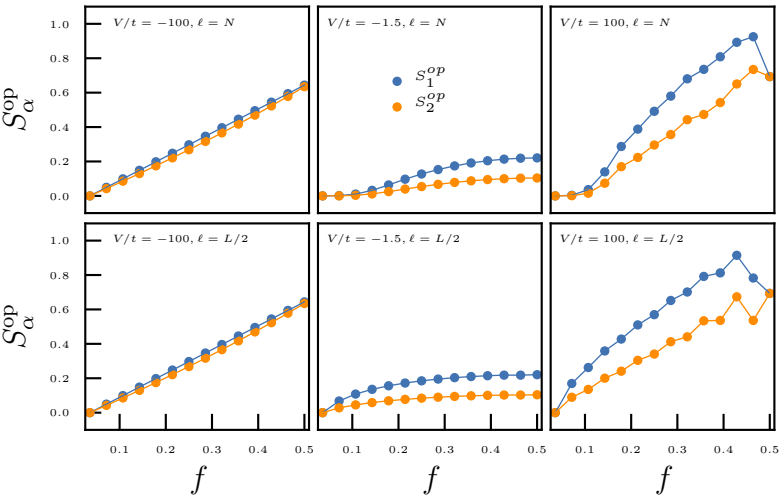 V/t = −100, ℓ = N
V/t = −1.5, ℓ = N
V/t = 100, ℓ = N
1.0
0.8
0.6
0.4
0.2
0.0
S_α^op
S_1^op
S_2^op
V/t = −100, ℓ = L/2
V/t = −1.5, ℓ = L/2
V/t = 100, ℓ = L/2
1.0
0.8
0.6
0.4
0.2
0.0
S_α^op
0.1 0.2 0.3 0.4 0.5
0.1 0.2 0.3 0.4 0.5
0.1 0.2 0.3 0.4 0.5
f
f
f